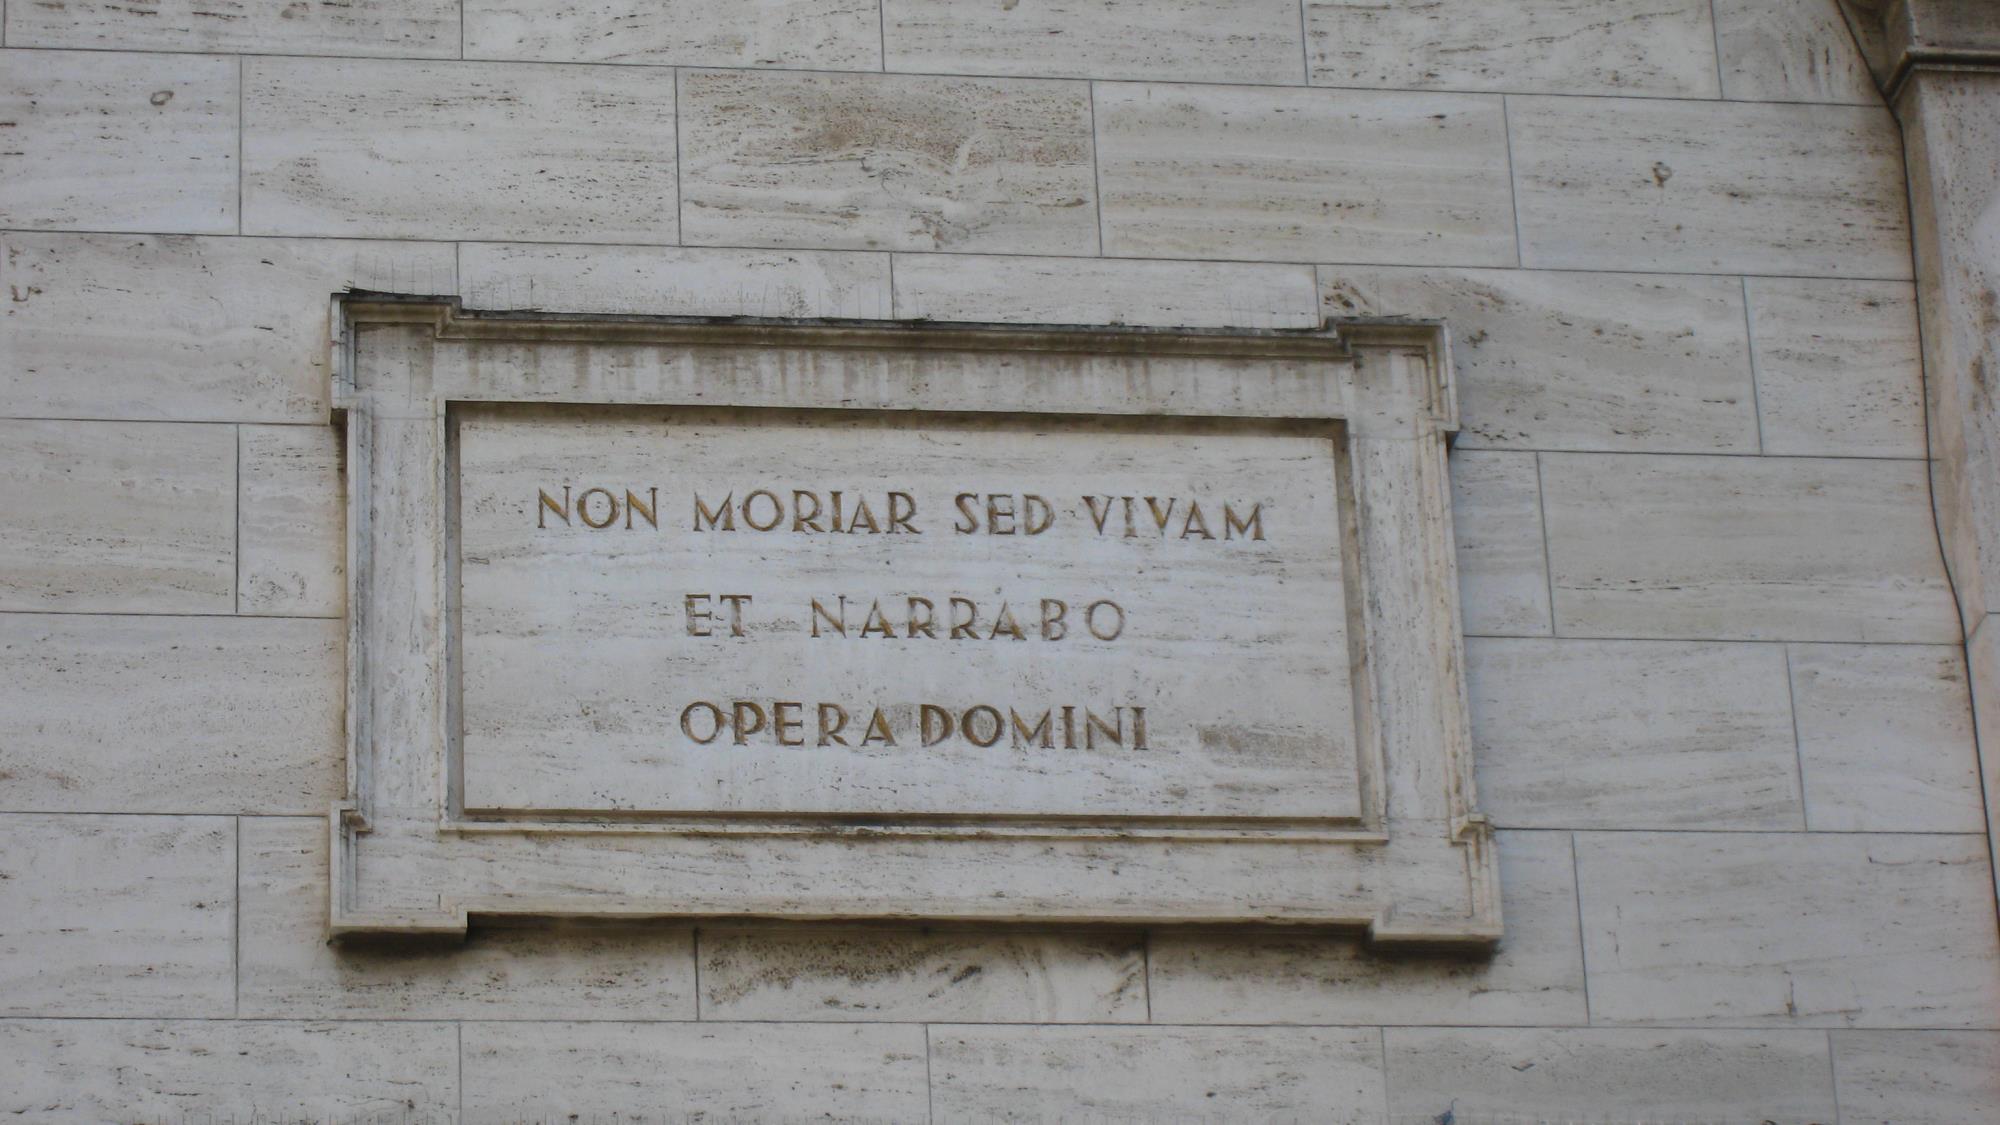 NON MORIAR SED VIVAM
ET NARRABO
OPERA DOMINI